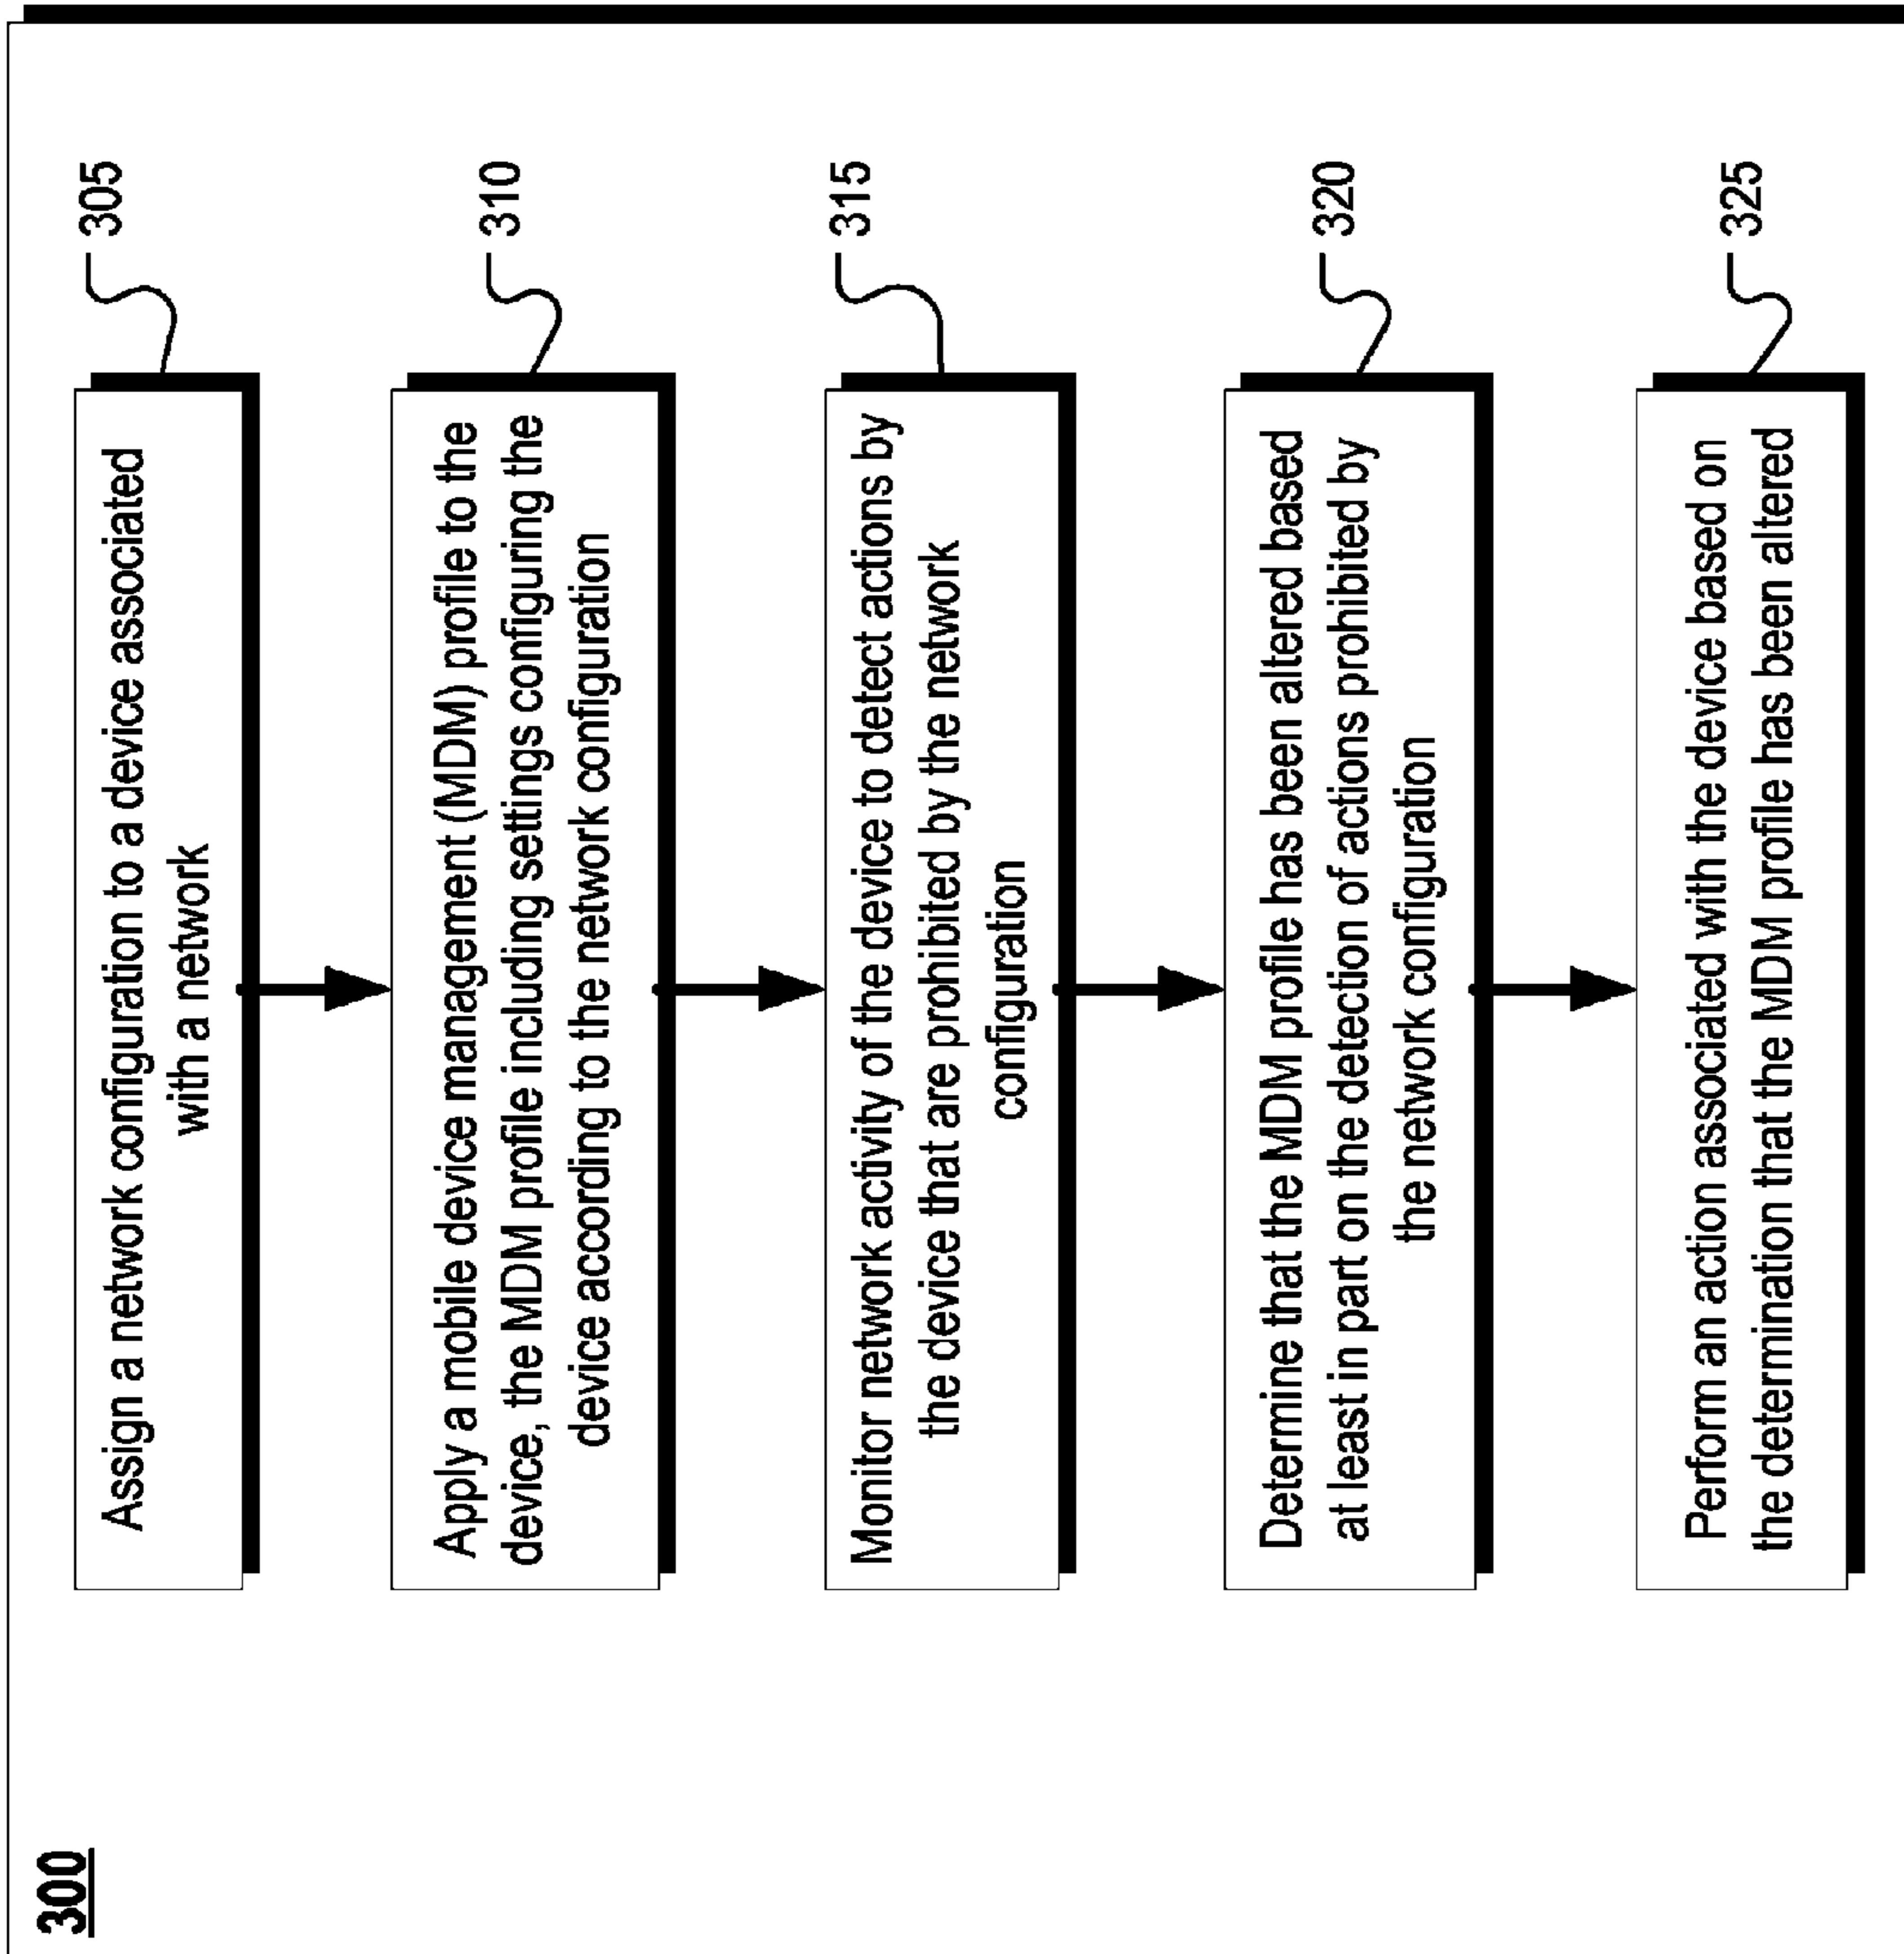 300
Assign a network configuration to a device associated
with a network
305
Apply a mobile device management (MDM) profile to the
device, the MDM profile including settings configuring the
device according to the network configuration
310
Monitor network activity of the device to detect actions by
the device that are prohibited by the network
configuration
315
Determine that the MDM profile has been altered based
at least in part on the detection of actions prohibited by
the network configuration
320
Perform an action associated with the device based on
the determination that the MDM profile has been altered
325